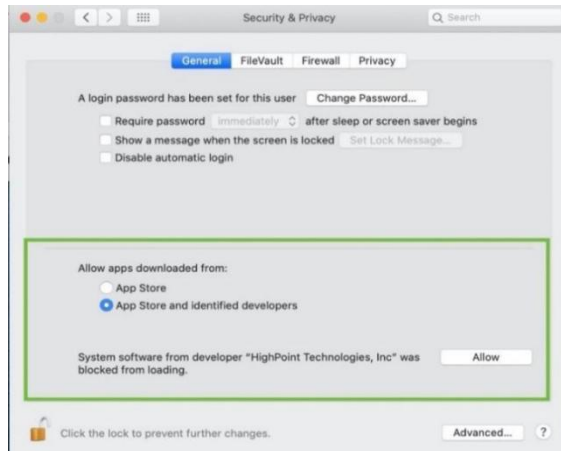 Security & Privacy
Search
General FileVault Firewall Privacy
A login password has been set for this user Change Password...
Require password immediately after sleep or screen saver begins
Show a message when the screen is locked Set Lock Message...
Disable automatic login
Allow apps downloaded from:
App Store
App Store and identified developers
System software from developer "HighPoint Technologies, Inc" was Allow
blocked from loading.
Click the lock to prevent further changes. Advanced... ?